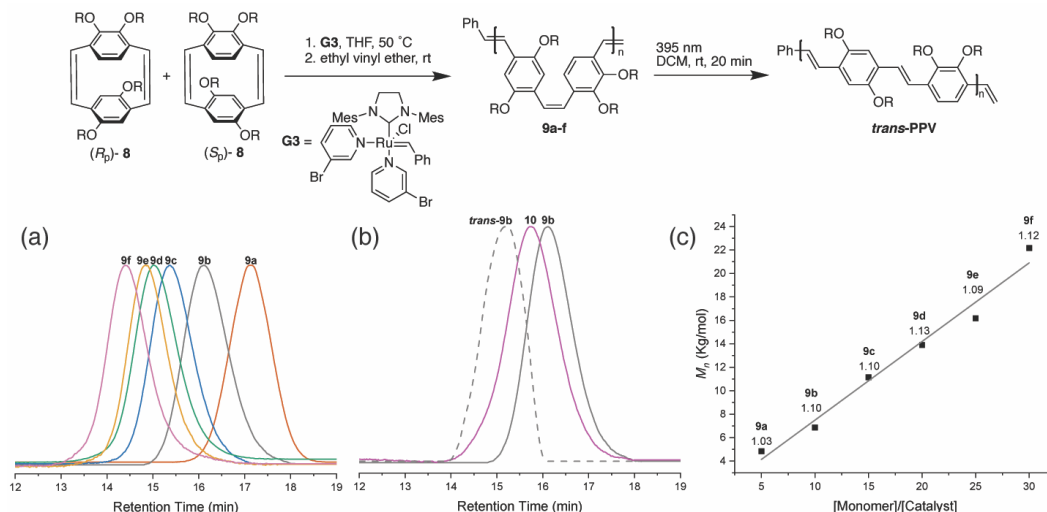 OR OR
OR OR
RO
RO
RO
OR
+
(Rp)- 8
(Sp)- 8
1. G3, THF, 50 °C
2. ethyl vinyl ether, rt
G3 =
Mes N N Mes
Cl
N Ru
Ph
N
Br
Br
Ph
n
OR
OR
OR
OR
9a-f
395 nm
DCM, rt, 20 min
Ph
RO
OR
RO OR
n
trans-PPV
(a)
9f 9e 9d 9c 9b 9a
12 13 14 15 16 17 18 19
Retention Time (min)
(b)
trans-9b 10 9b
12 13 14 15 16 17 18 19
Retention Time (min)
(c)
Mn (Kg/mol)
24
22
20
18
16
14
12
10
8
6
4
9a
1.03
9b
1.10
9c
1.10
9d
1.13
9e
1.09
9f
1.12
5 10 15 20 25 30
[Monomer]/[Catalyst]